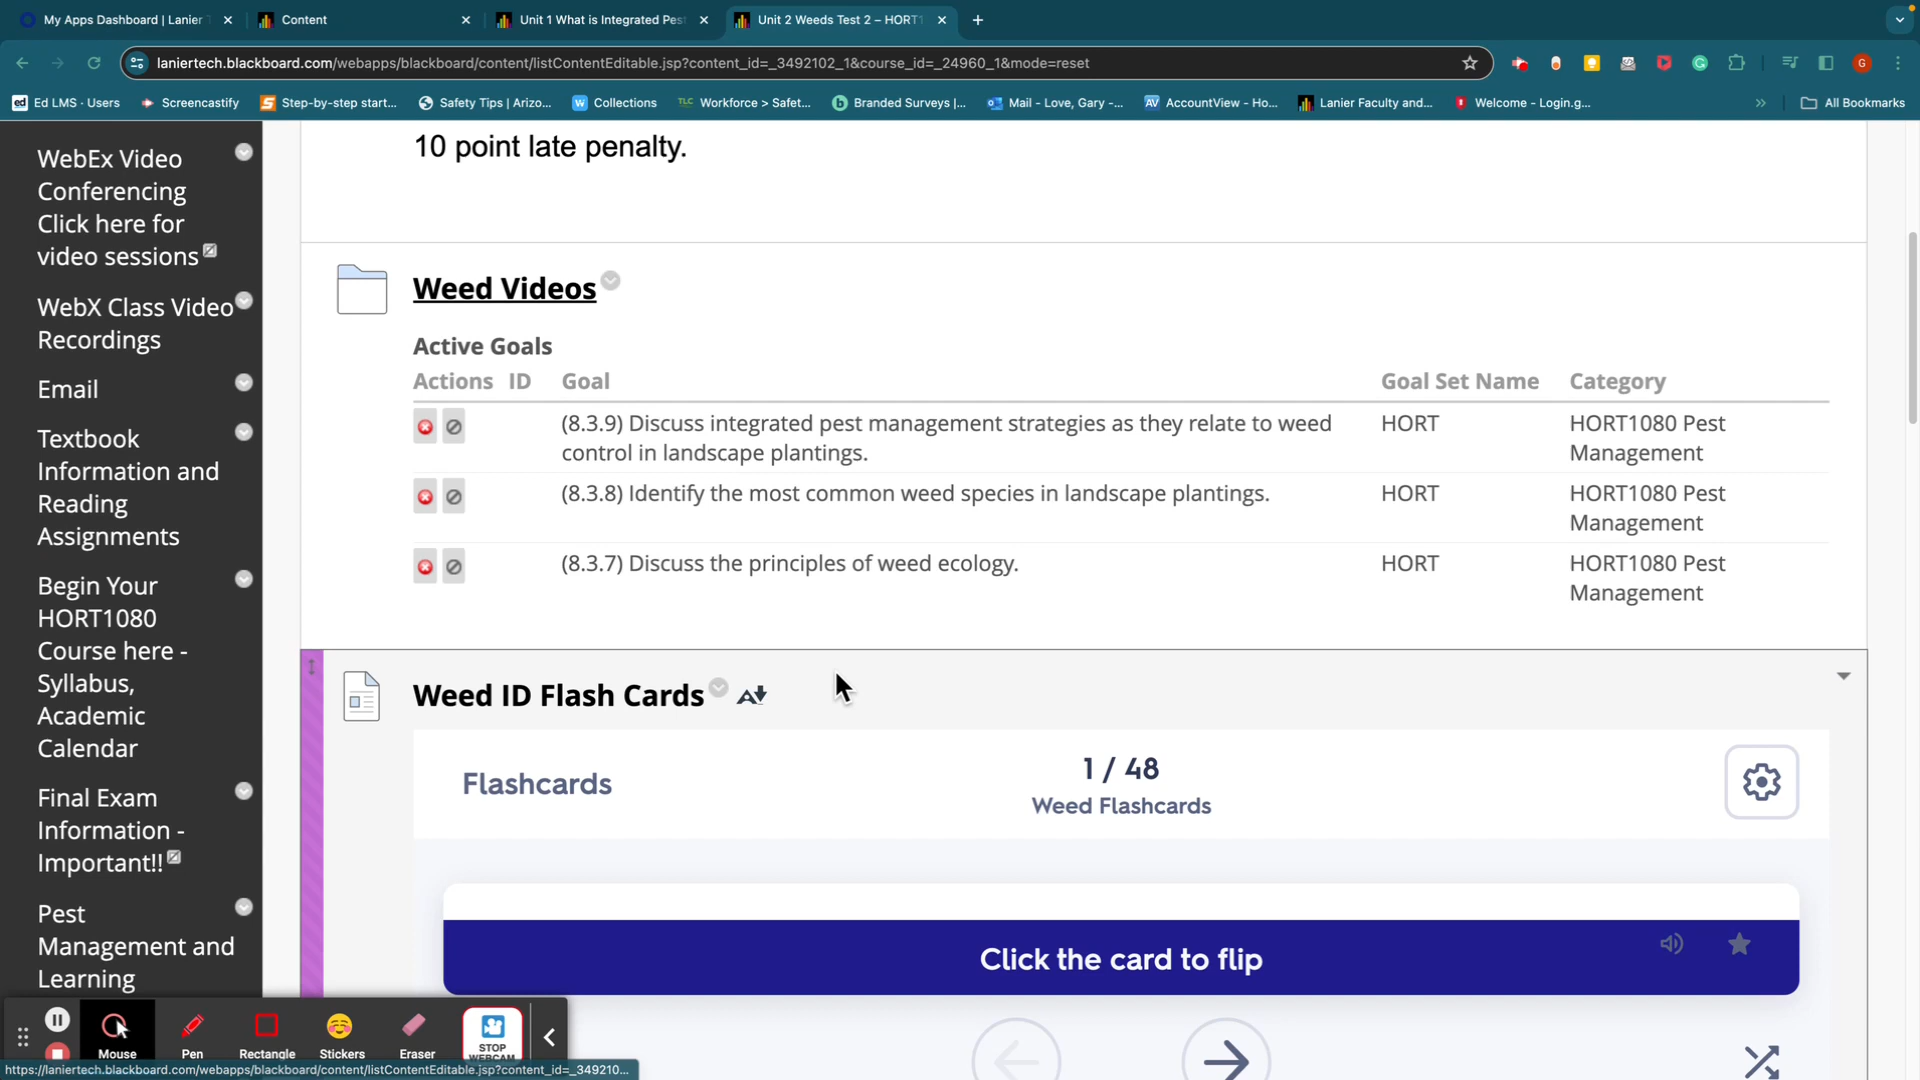 My Apps Dashboard | Lanier T
Content
Unit 1 What is Integrated Pest
Unit 2 Weeds Test 2 – HORT1
laniertech.blackboard.com/webapps/blackboard/content/listContentEditable.jsp?content_id=_3492102_1&course_id=_24960_1&mode=reset
G
Ed LMS - Users
Screencastify
Step-by-step start...
Safety Tips | Arizo...
Collections
TLC Workforce > Safet...
Branded Surveys |...
Mail - Love, Gary -...
AV AccountView - Ho...
Lanier Faculty and...
Welcome - Login.g...
»
All Bookmarks
WebEx Video
Conferencing
Click here for
video sessions
WebX Class Video
Recordings
Email
Textbook
Information and
Reading
Assignments
Begin Your
HORT1080
Course here -
Syllabus,
Academic
Calendar
Final Exam
Information -
Important!!
Pest
Management and
Learning
10 point late penalty.
Weed Videos
Active Goals
Actions ID Goal Goal Set Name Category
(8.3.9) Discuss integrated pest management strategies as they relate to weed HORT HORT1080 Pest
control in landscape plantings. Management
(8.3.8) Identify the most common weed species in landscape plantings. HORT HORT1080 Pest
Management
(8.3.7) Discuss the principles of weed ecology. HORT HORT1080 Pest
Management
Weed ID Flash Cards
Flashcards
1 / 48
Weed Flashcards
Click the card to flip
Mouse
Pen
Rectangle
Stickers
Eraser
STOP
WEBCAM
https://laniertech.blackboard.com/webapps/blackboard/content/listContentEditable.jsp?content_id=_349210...